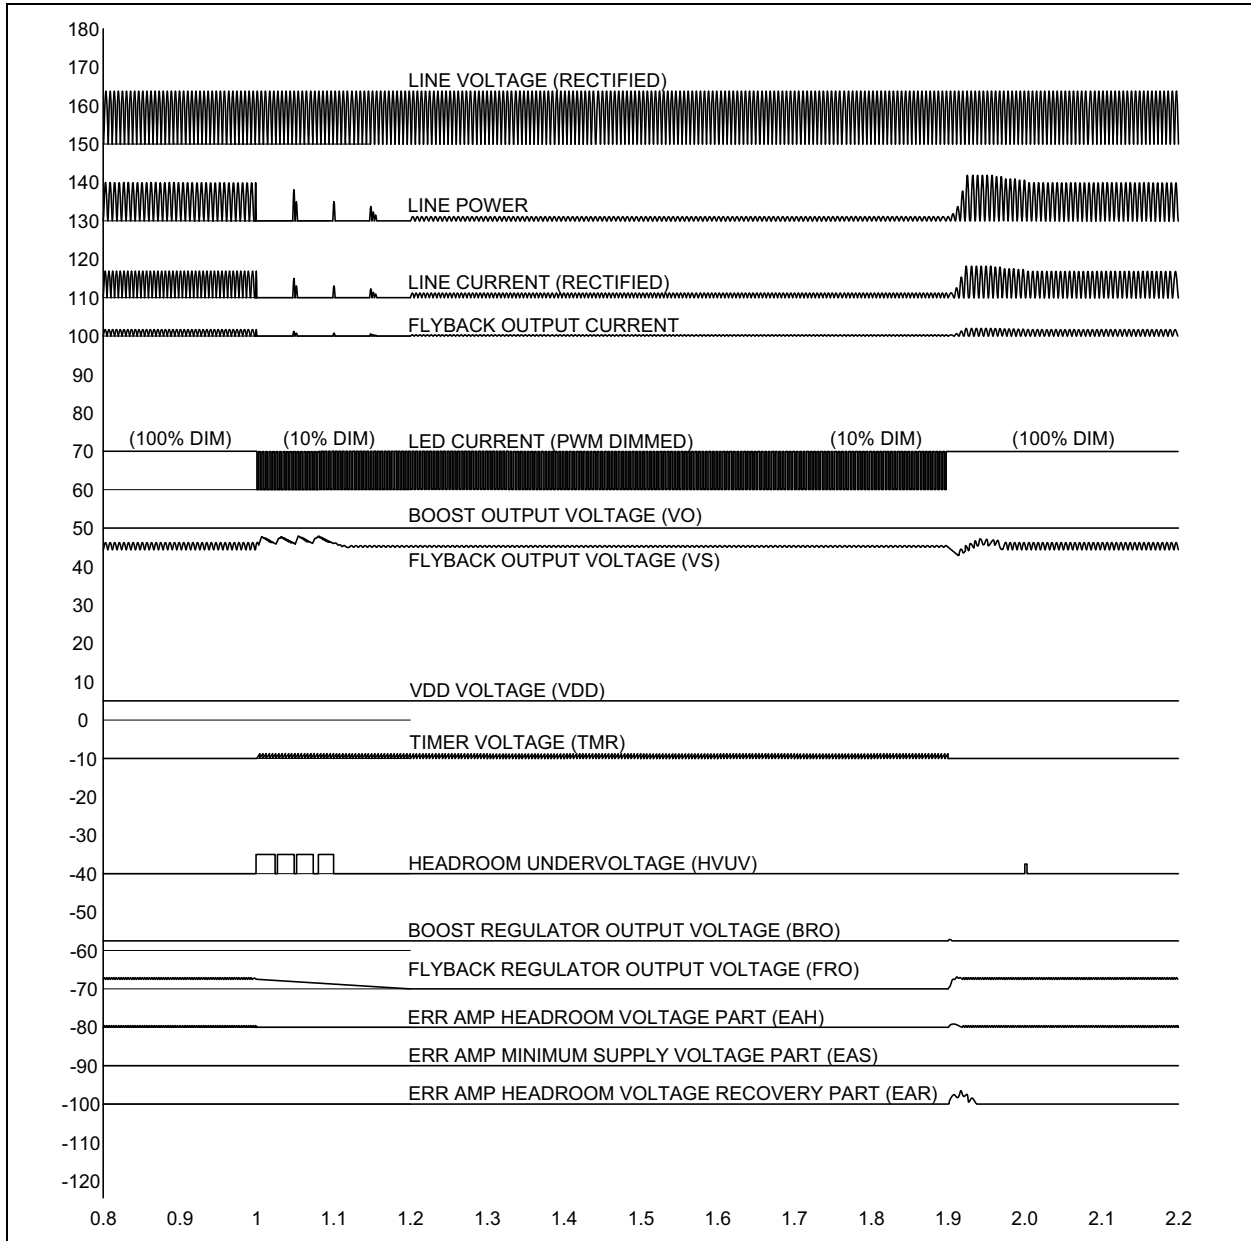 180
170
LINE VOLTAGE (RECTIFIED)
160
150
140
LINE POWER
130
120
LINE CURRENT (RECTIFIED)
110
FLYBACK OUTPUT CURRENT
100
90
80
(100% DIM) (10% DIM) LED CURRENT (PWM DIMMED) (10% DIM) (100% DIM)
70
60
BOOST OUTPUT VOLTAGE (VO)
50
FLYBACK OUTPUT VOLTAGE (VS)
40
30
20
10
VDD VOLTAGE (VDD)
0
TIMER VOLTAGE (TMR)
-10
-20
-30
HEADROOM UNDERVOLTAGE (HVUV)
-40
-50
BOOST REGULATOR OUTPUT VOLTAGE (BRO)
-60
FLYBACK REGULATOR OUTPUT VOLTAGE (FRO)
-70
ERR AMP HEADROOM VOLTAGE PART (EAH)
-80
ERR AMP MINIMUM SUPPLY VOLTAGE PART (EAS)
-90
ERR AMP HEADROOM VOLTAGE RECOVERY PART (EAR)
-100
-110
-120
0.8 0.9 1 1.1 1.2 1.3 1.4 1.5 1.6 1.7 1.8 1.9 2.0 2.1 2.2